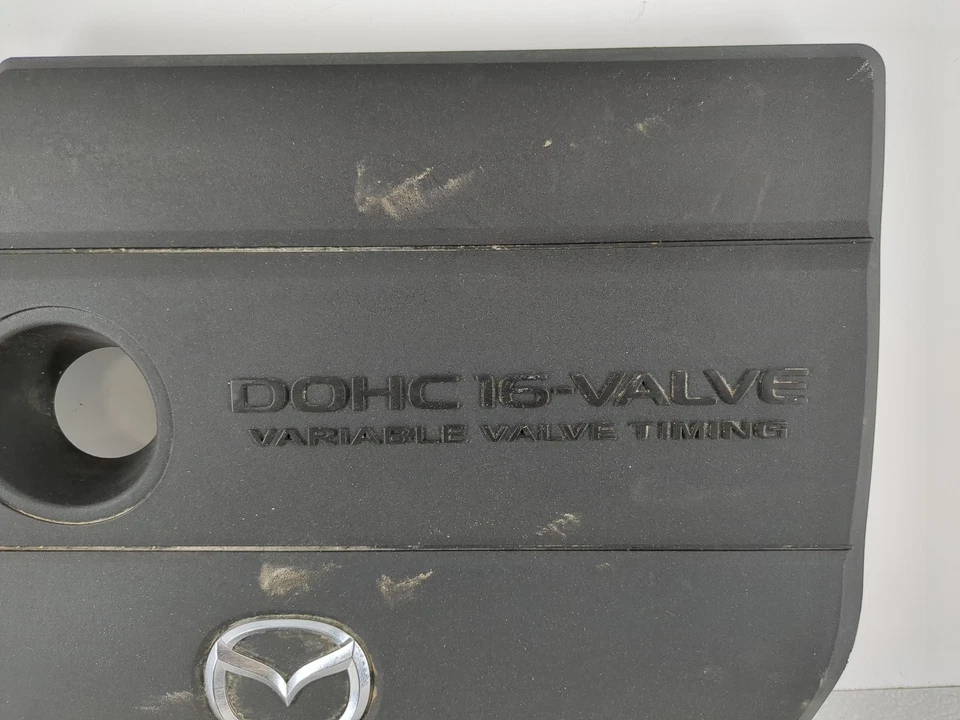 DOHC 16-VALVE
VARIABLE VALVE TIMING